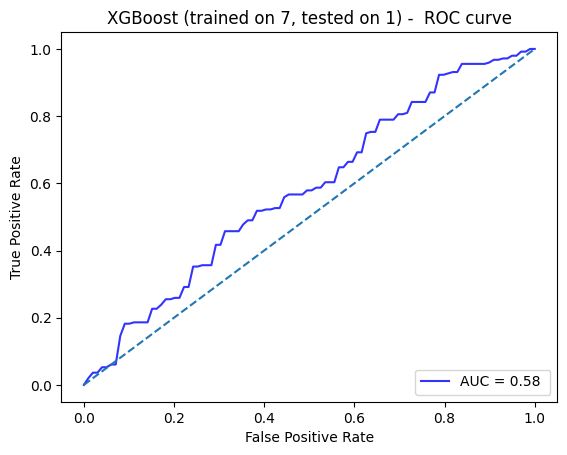 XGBoost (trained on 7, tested on 1) -  ROC curve
1.0
0.8
0.6
0.4
0.2
0.0
True Positive Rate
AUC = 0.58
0.0 0.2 0.4 0.6 0.8 1.0
False Positive Rate